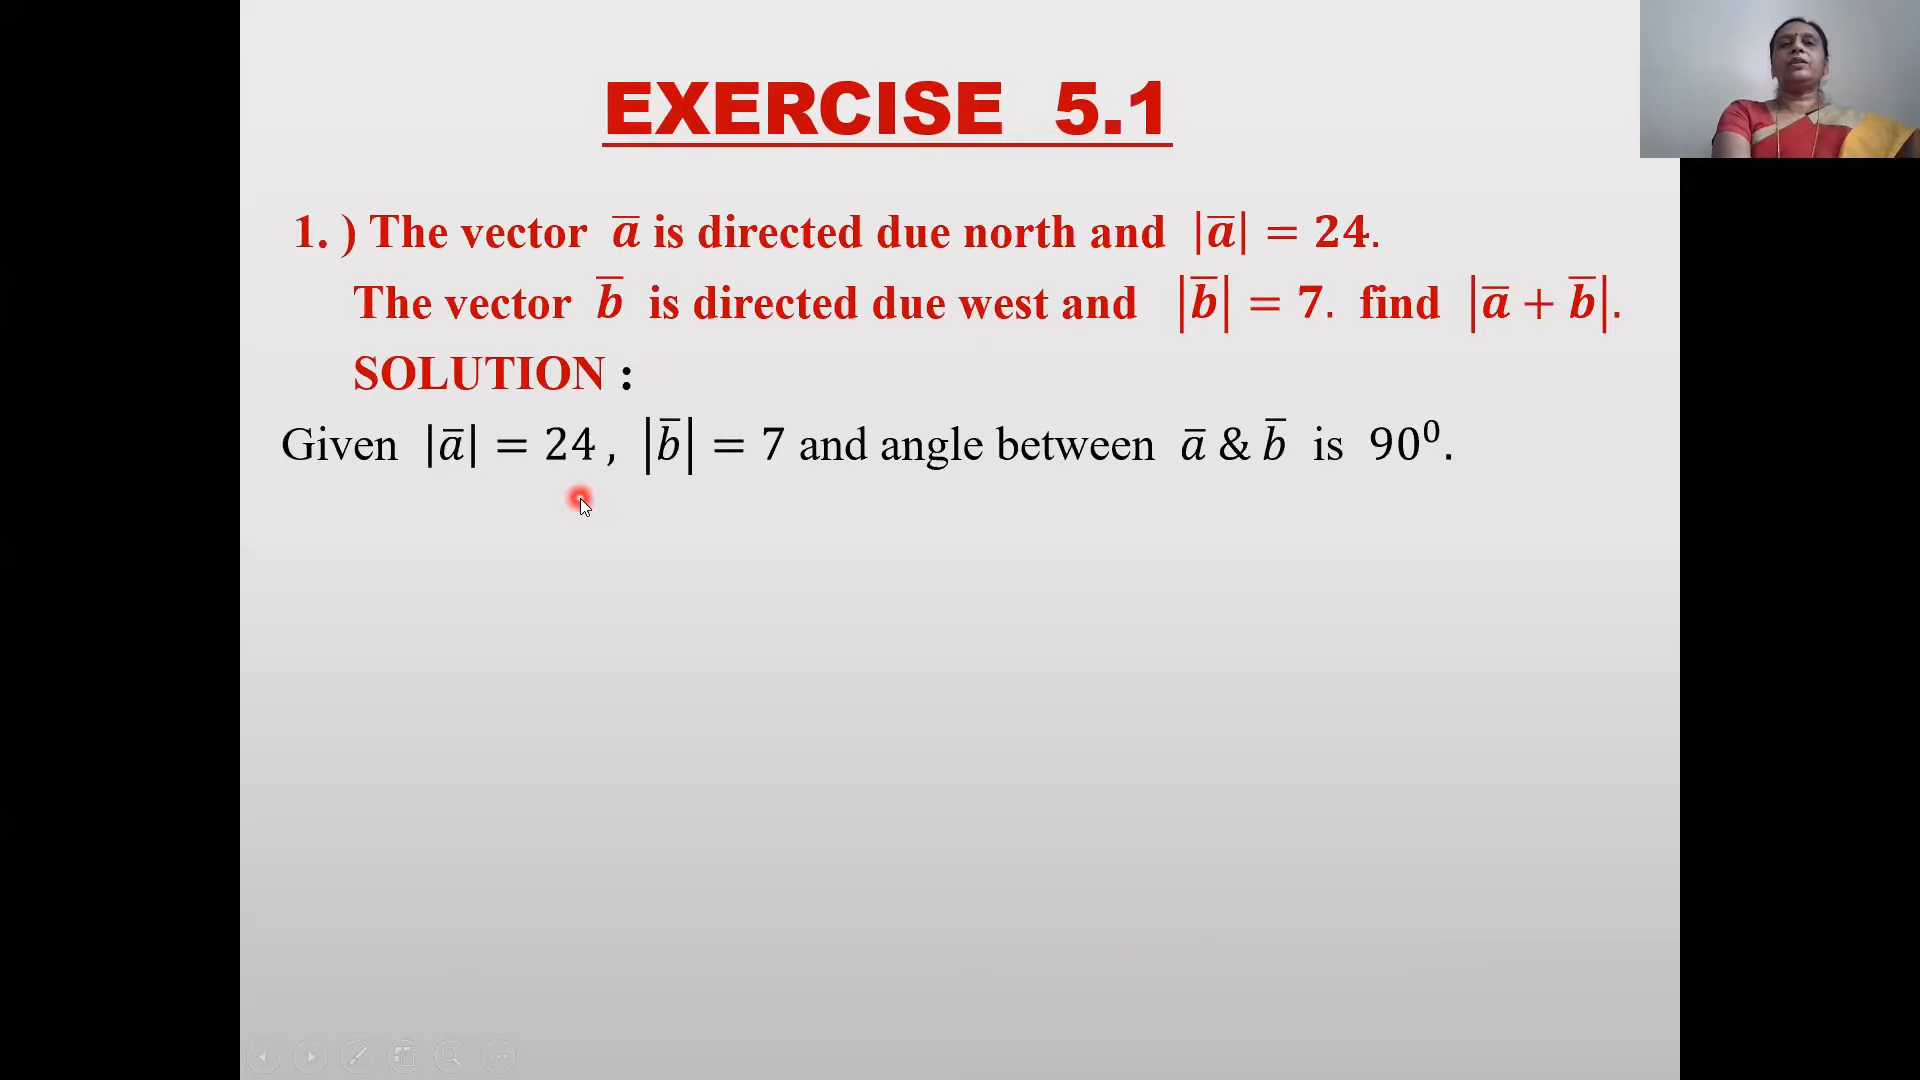 EXERCISE 5.1
1. ) The vector a̅ is directed due north and |a̅| = 24.
The vector b̅ is directed due west and |b̅| = 7. find |a̅ + b̅|.
SOLUTION :
Given |a̅| = 24 , |b̅| = 7 and angle between a̅ & b̅ is 90⁰.